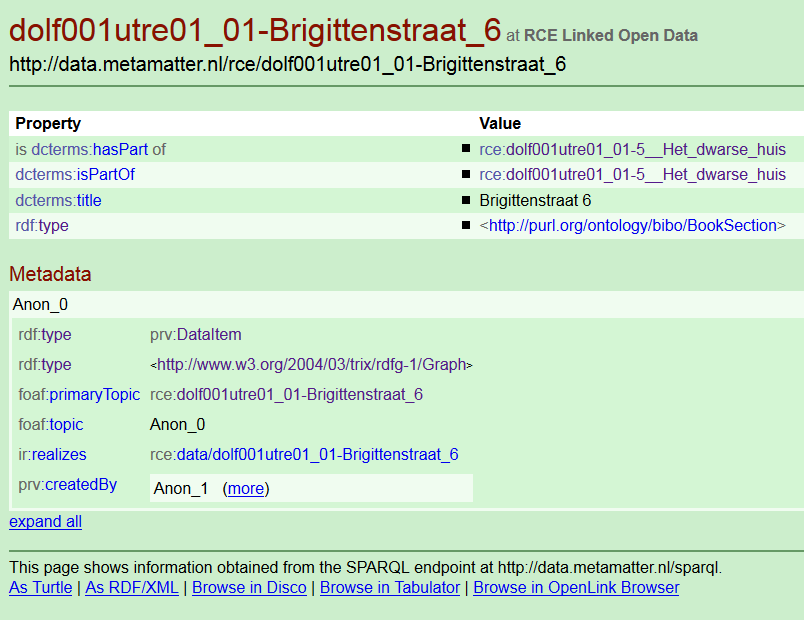 dolf001utre01_01-Brigittenstraat_6 at RCE Linked Open Data
http://data.metamatter.nl/rce/dolf001utre01_01-Brigittenstraat_6
Property Value
is dcterms:hasPart of rce:dolf001utre01_01-5__Het_dwarse_huis
dcterms:isPartOf rce:dolf001utre01_01-5__Het_dwarse_huis
dcterms:title Brigittenstraat 6
rdf:type <http://purl.org/ontology/bibo/BookSection>
Metadata
Anon_0
rdf:type prv:DataItem
rdf:type <http://www.w3.org/2004/03/trix/rdfg-1/Graph>
foaf:primaryTopic rce:dolf001utre01_01-Brigittenstraat_6
foaf:topic Anon_0
ir:realizes rce:data/dolf001utre01_01-Brigittenstraat_6
prv:createdBy Anon_1 (more)
expand all
This page shows information obtained from the SPARQL endpoint at http://data.metamatter.nl/sparql.
As Turtle | As RDF/XML | Browse in Disco | Browse in Tabulator | Browse in OpenLink Browser